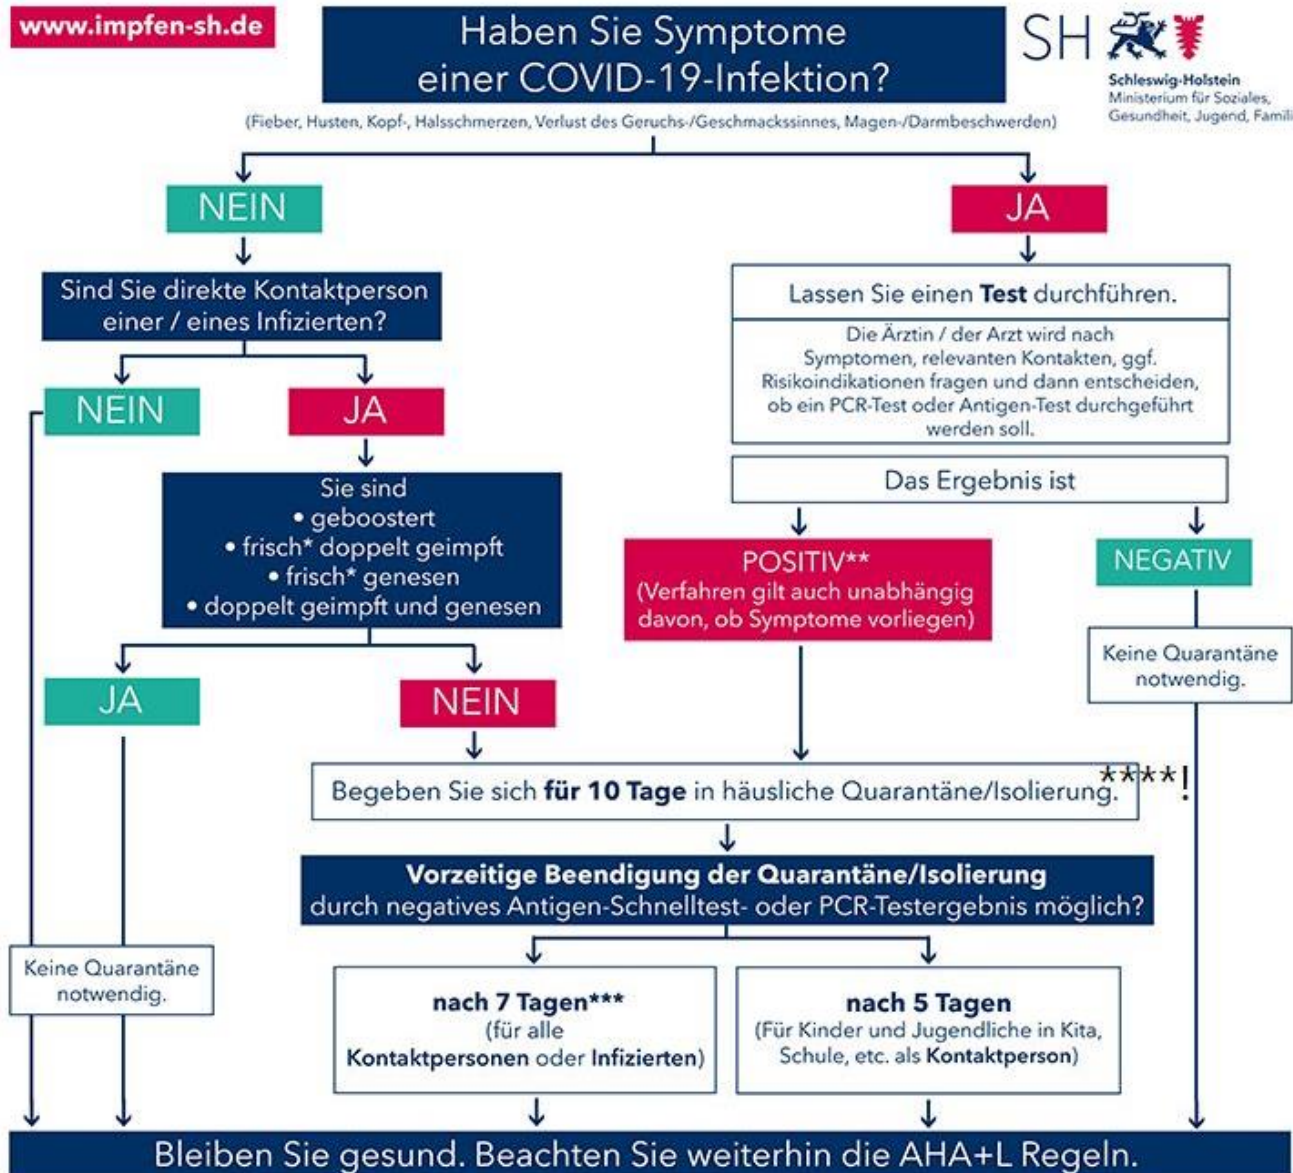 www.impfen-sh.de
Haben Sie Symptome
einer COVID-19-Infektion?
SH
Schleswig-Holstein
Ministerium für Soziales,
Gesundheit, Jugend, Famili
(Fieber, Husten, Kopf-, Halsschmerzen, Verlust des Geruchs-/Geschmackssinnes, Magen-/Darmbeschwerden)
NEIN
JA
Sind Sie direkte Kontaktperson
einer / eines Infizierten?
NEIN
JA
Sie sind
• geboostert
• frisch* doppelt geimpft
• frisch* genesen
• doppelt geimpft und genesen
JA
NEIN
Lassen Sie einen Test durchführen.
Die Ärztin / der Arzt wird nach
Symptomen, relevanten Kontakten, ggf.
Risikoindikationen fragen und dann entscheiden,
ob ein PCR-Test oder Antigen-Test durchgeführt
werden soll.
Das Ergebnis ist
POSITIV**
(Verfahren gilt auch unabhängig
davon, ob Symptome vorliegen)
NEGATIV
Keine Quarantäne
notwendig.
Begeben Sie sich für 10 Tage in häusliche Quarantäne/Isolierung.****!
Vorzeitige Beendigung der Quarantäne/Isolierung
durch negatives Antigen-Schnelltest- oder PCR-Testergebnis möglich?
Keine Quarantäne
notwendig.
nach 7 Tagen***
(für alle
Kontaktpersonen oder Infizierten)
nach 5 Tagen
(Für Kinder und Jugendliche in Kita,
Schule, etc. als Kontaktperson)
Bleiben Sie gesund. Beachten Sie weiterhin die AHA+L Regeln.